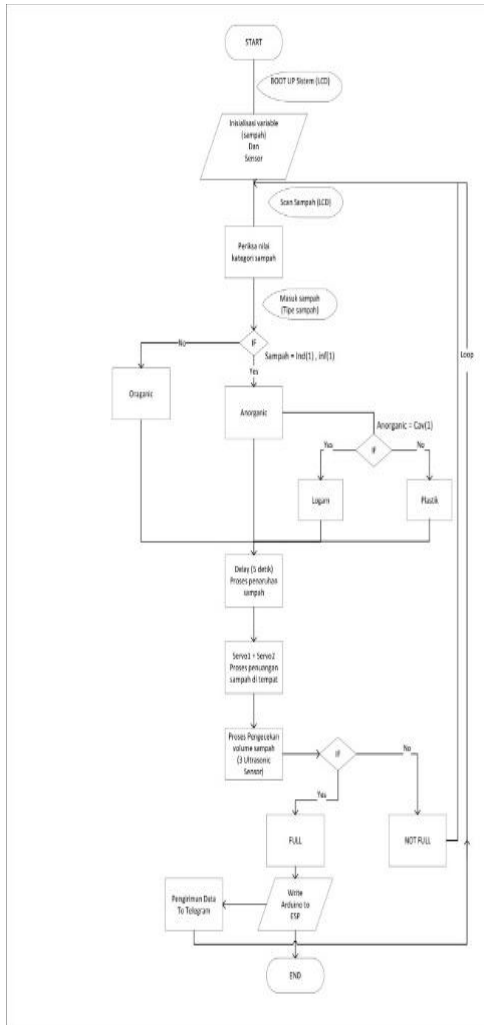 START
BOOT UP Sistem (LCD)
Inisialisasi variable
(sampah)
Dan
Sensor
Scan Sampah (LCD)
Periksa nilai
kategori sampah
Masuk sampah
(Tipe sampah)
IF
No
Sampah = Ind(1) , inf(1)
Yes
Oraganic
Anorganic
Anorganic = Cav(1)
IF
Yes
No
Logam
Plastik
Loop
Delay (5 detik)
Proses penaruhan
sampah
Servo1 + Servo2
Proses penuangan
sampah di tempat
Proses Pengecekan
volume sampah
(3 Ultrasonic
Sensor)
IF
No
Yes
FULL
NOT FULL
Pengiriman Data
To Telegram
Write
Arduino to
ESP
END